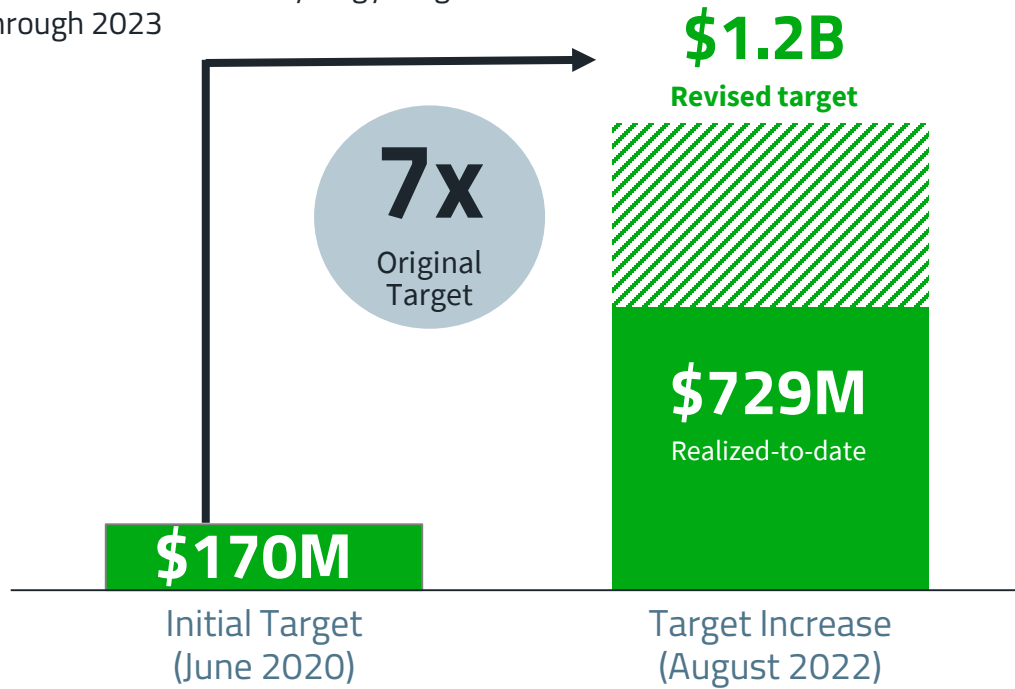 through 2023
$1.2B
Revised target
7x
Original
Target
$729M
Realized-to-date
$170M
Initial Target
(June 2020)
Target Increase
(August 2022)